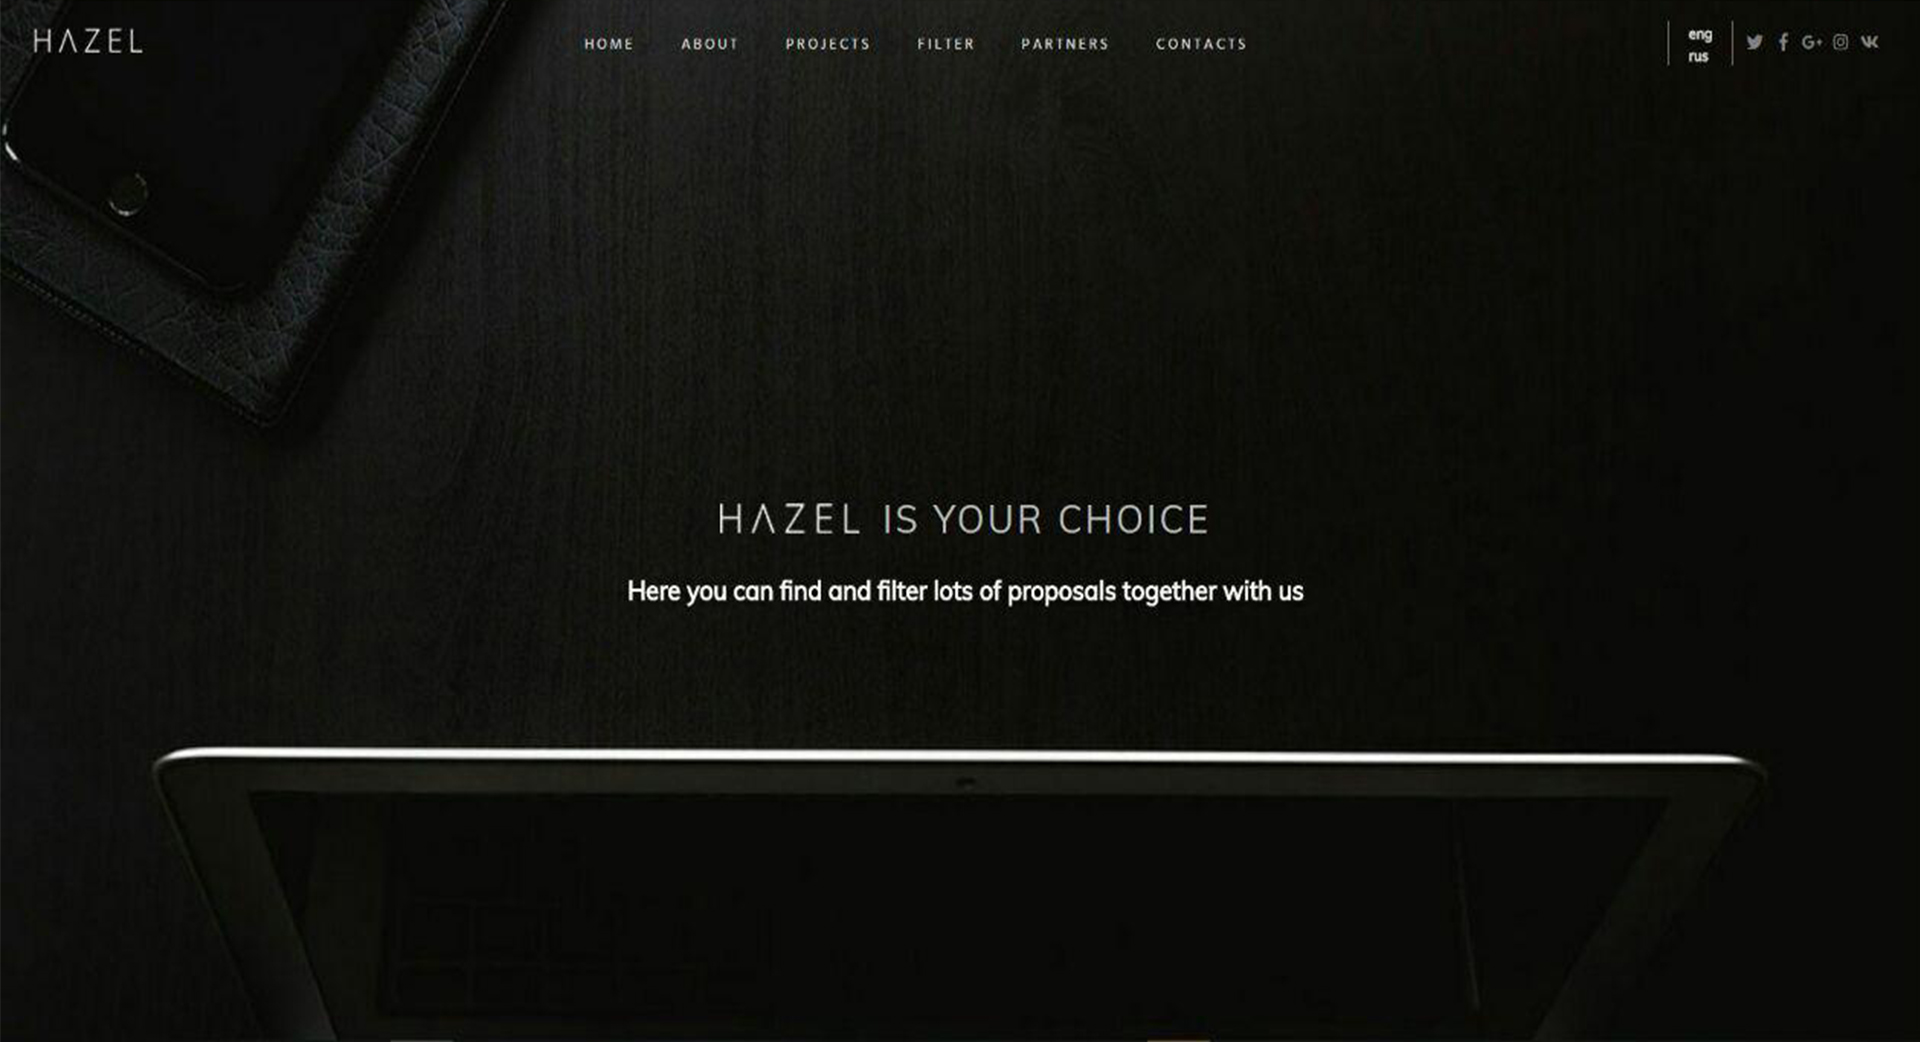 HAZEL
HOME ABOUT PROJECTS FILTER PARTNERS CONTACTS
eng
rus
HAZEL IS YOUR CHOICE
Here you can find and filter lots of proposals together with us